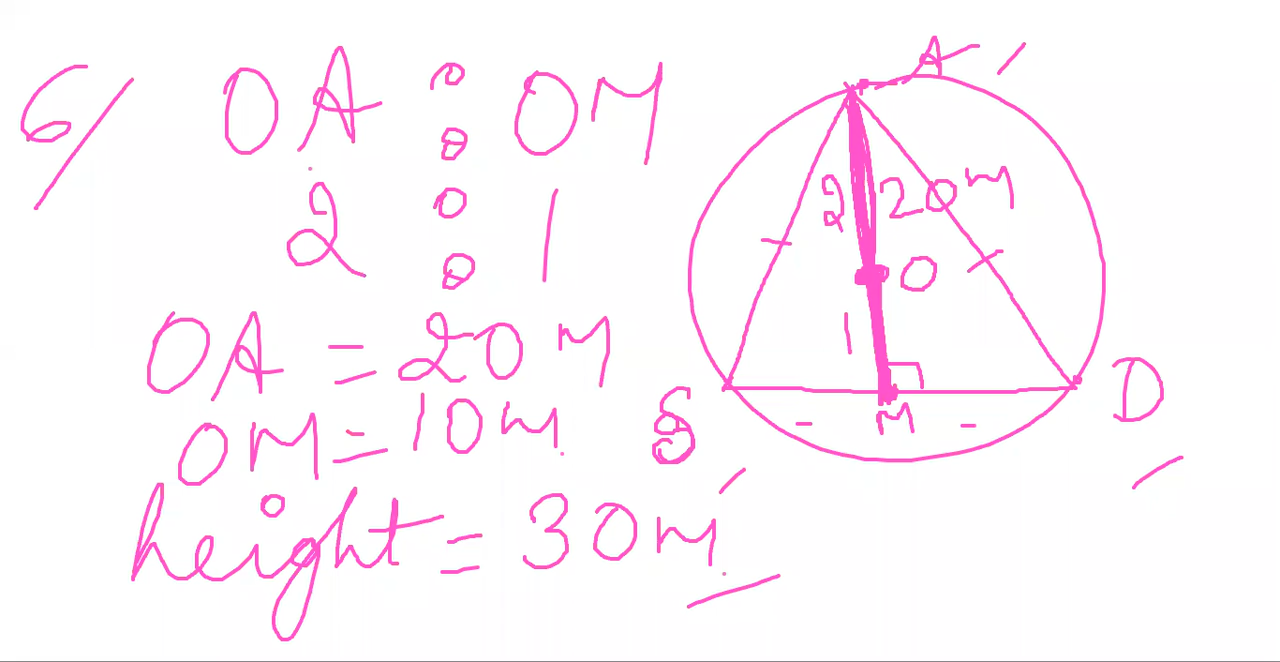 6/ OA : OM
2 : 1
OA = 20 M
OM = 10 m.
height = 30 m.
A
2 20 m
O
1
S M D